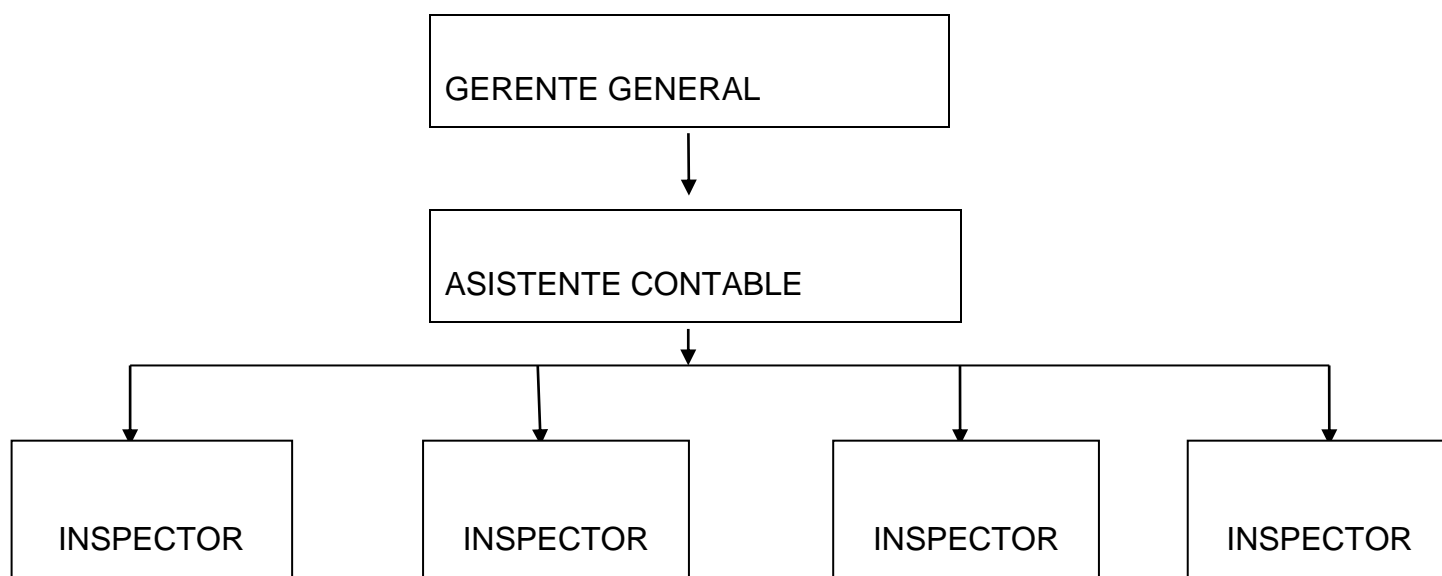 GERENTE GENERAL
ASISTENTE CONTABLE
INSPECTOR
INSPECTOR
INSPECTOR
INSPECTOR